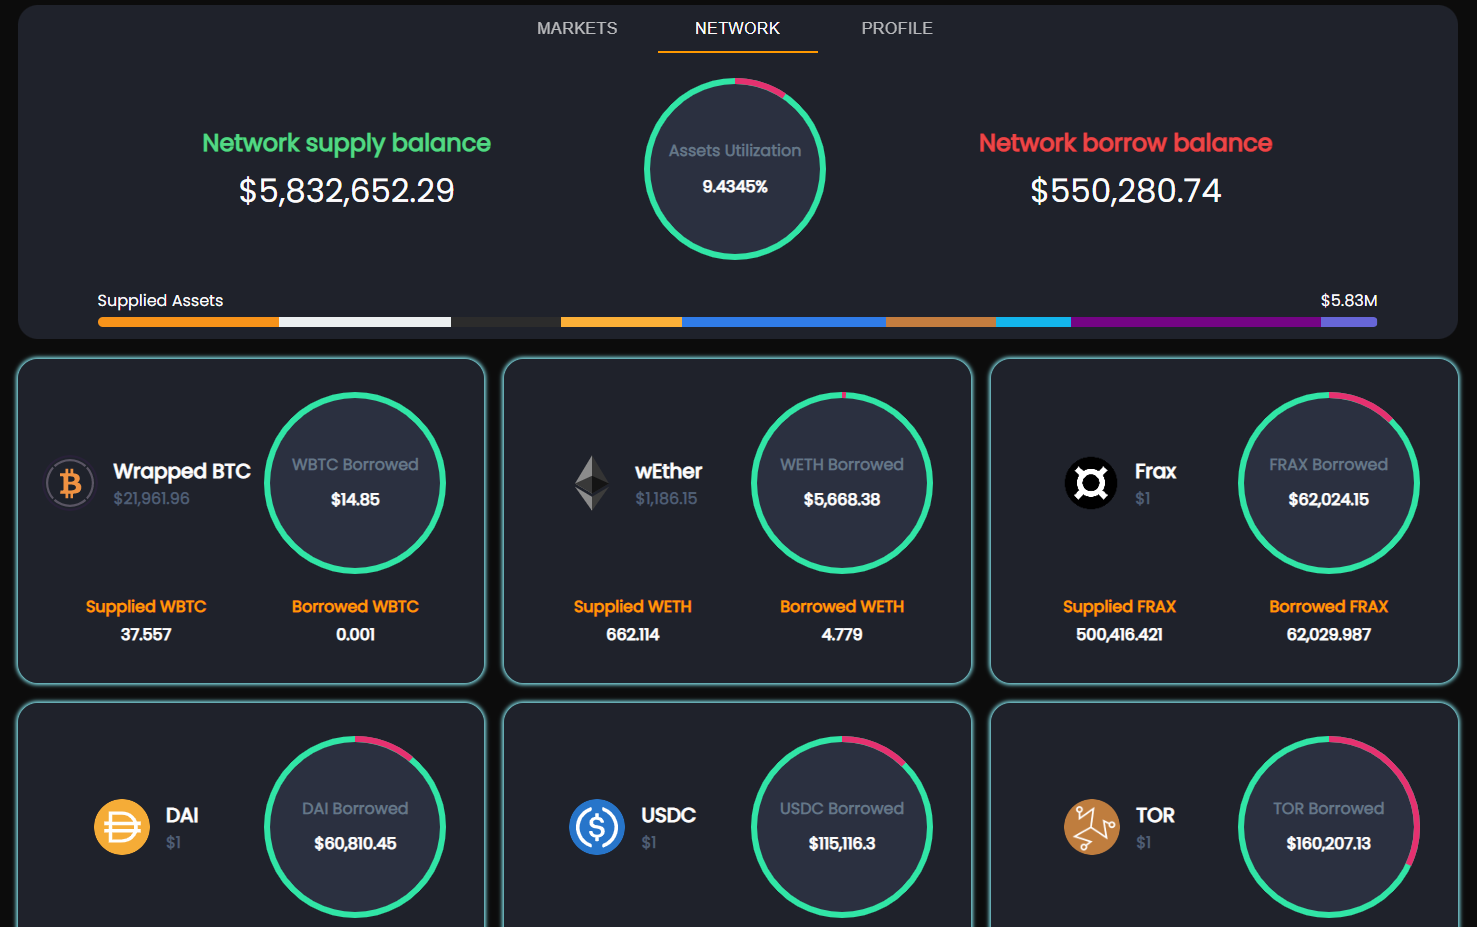 MARKETS NETWORK PROFILE
Network supply balance
$5,832,652.29
Assets Utilization
9.4345%
Network borrow balance
$550,280.74
Supplied Assets $5.83M
Wrapped BTC
$21,961.96
WBTC Borrowed
$14.85
Supplied WBTC Borrowed WBTC
37.557 0.001
wEther
$1,186.15
WETH Borrowed
$5,668.38
Supplied WETH Borrowed WETH
662.114 4.779
Frax
$1
FRAX Borrowed
$62,024.15
Supplied FRAX Borrowed FRAX
500,416.421 62,029.987
DAI
$1
DAI Borrowed
$60,810.45
USDC
$1
USDC Borrowed
$115,116.3
TOR
$1
TOR Borrowed
$160,207.13